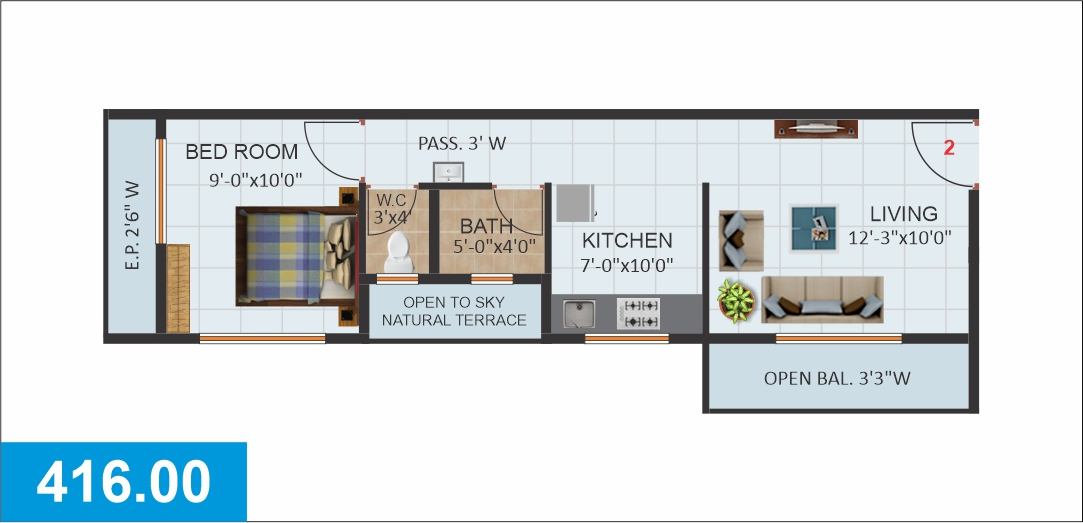 PASS. 3' W
BED ROOM
9'-0"x10'0"
2
E.P. 2'6" W
W.C
3'x4'
BATH
5'-0"x4'0"
KITCHEN
7'-0"x10'0"
LIVING
12'-3"x10'0"
OPEN TO SKY
NATURAL TERRACE
OPEN BAL. 3'3"W
416.00